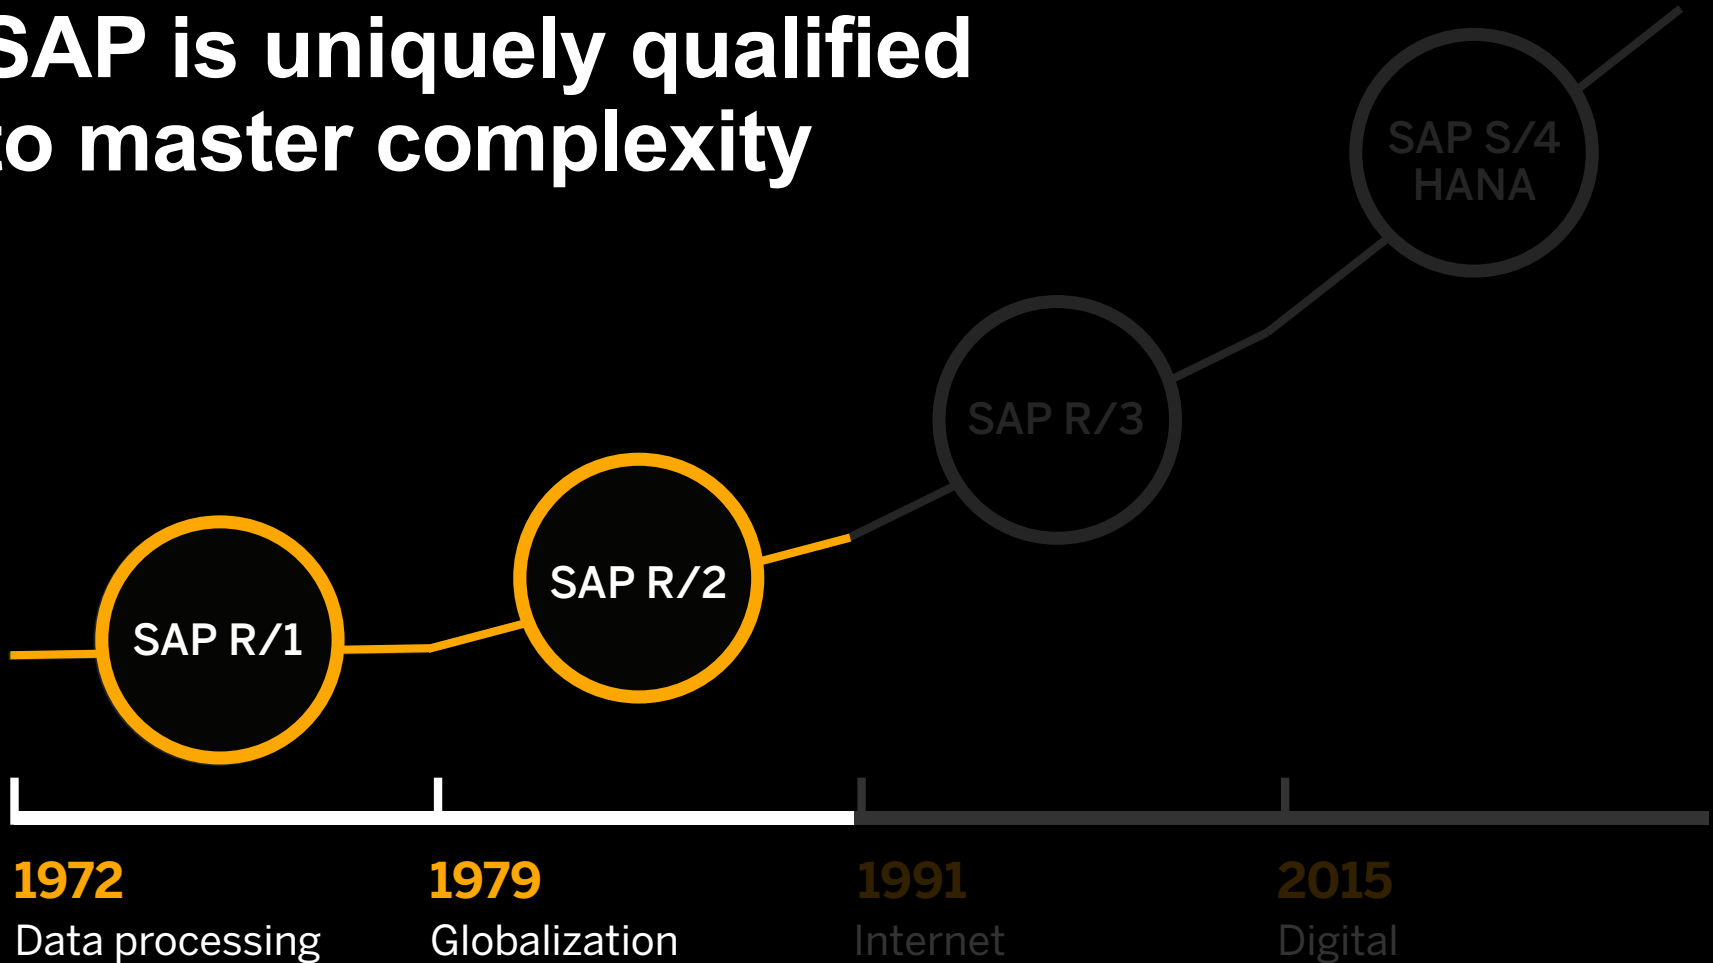 SAP is uniquely qualified
to master complexity
SAP S/4
HANA
SAP R/3
SAP R/2
SAP R/1
1972
Data processing
1979
Globalization
1991
Internet
2015
Digital